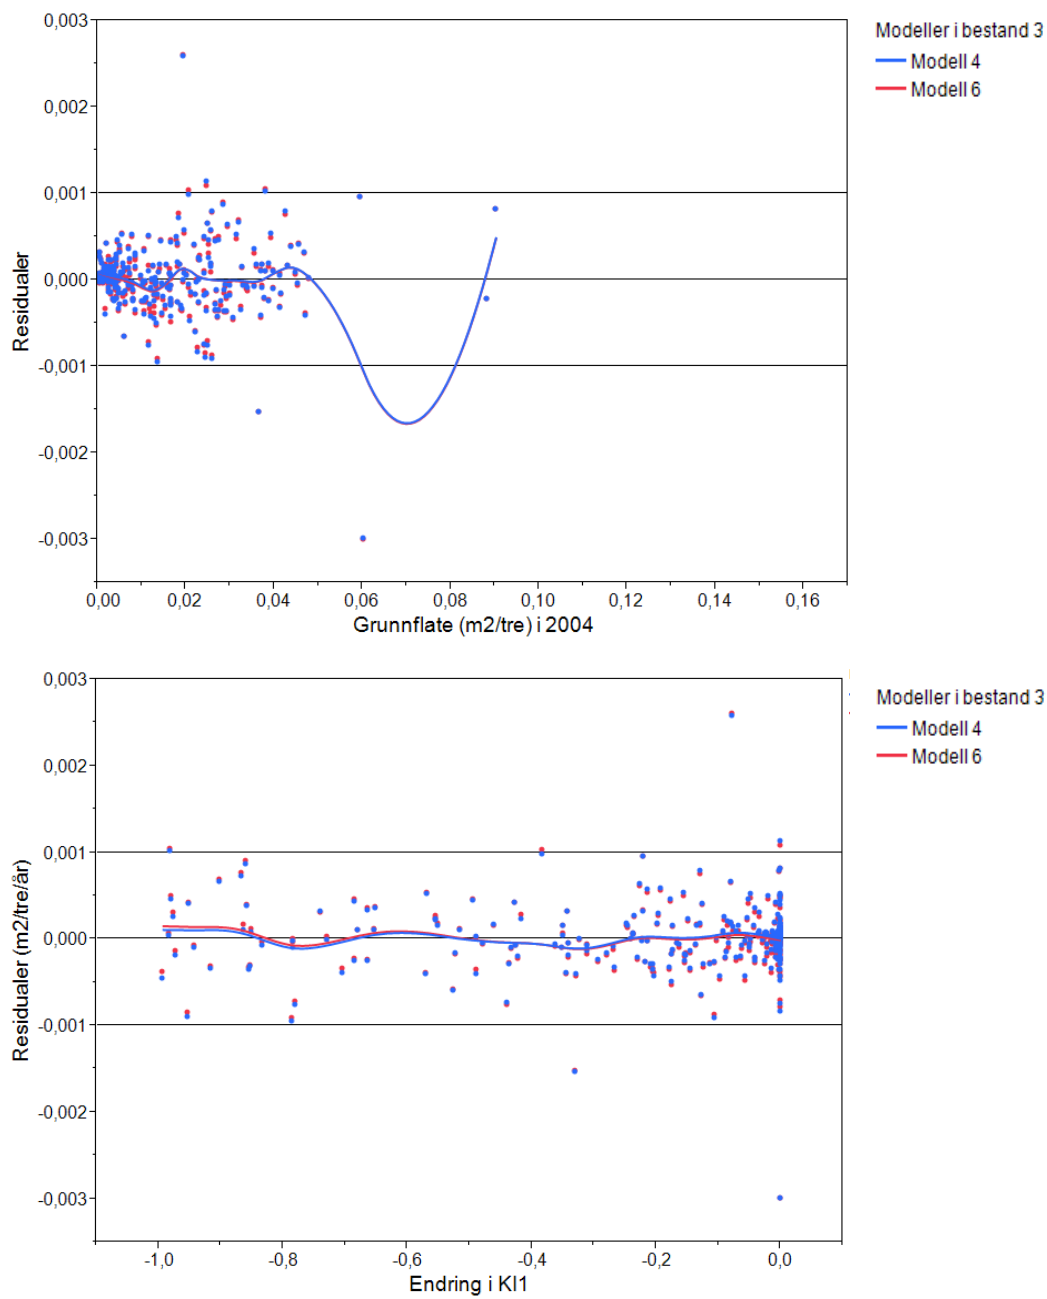 0,003
0,002
0,001
0,000
-0,001
-0,002
-0,003
Residualer
0,00 0,02 0,04 0,06 0,08 0,10 0,12 0,14 0,16
Grunnflate (m2/tre) i 2004
Modeller i bestand 3
Modell 4
Modell 6
0,003
0,002
0,001
0,000
-0,001
-0,002
-0,003
Residualer (m2/tre/år)
-1,0 -0,8 -0,6 -0,4 -0,2 0,0
Endring i KI1
Modeller i bestand 3
Modell 4
Modell 6